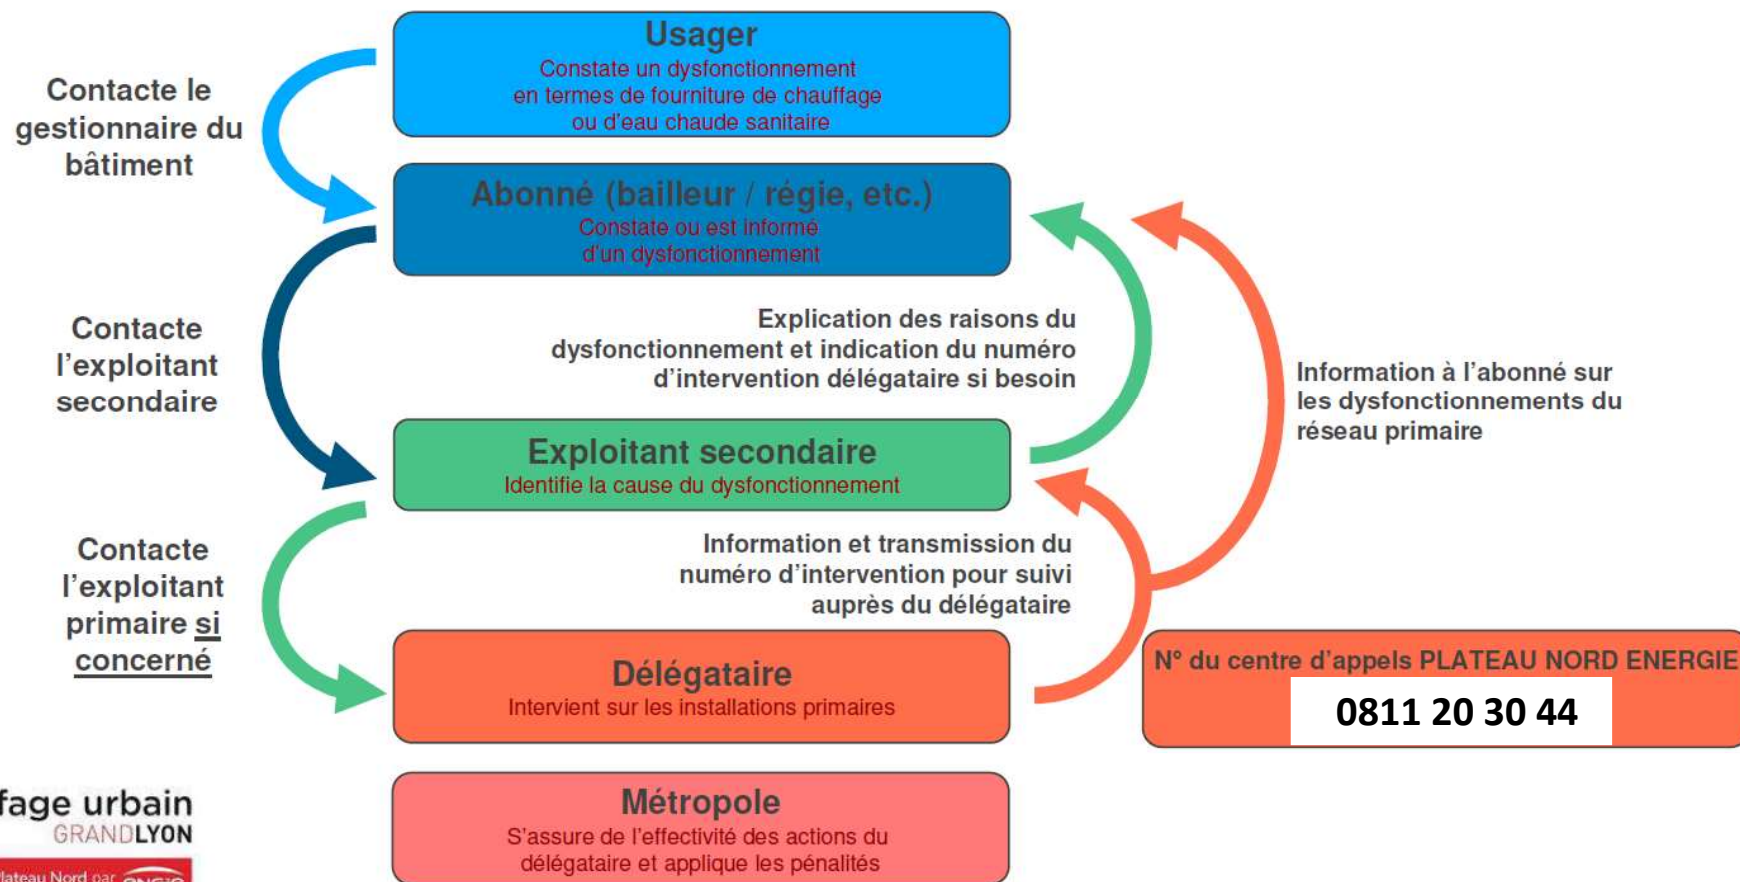 Usager
Constate un dysfonctionnement
en termes de fourniture de chauffage
ou d'eau chaude sanitaire
Contacte le
gestionnaire du
bâtiment
Abonné (bailleur / régie, etc.)
Constate ou est informé
d'un dysfonctionnement
Contacte
l'exploitant
secondaire
Explication des raisons du
dysfonctionnement et indication du numéro
d'intervention délégataire si besoin
Information à l'abonné sur
les dysfonctionnements du
réseau primaire
Exploitant secondaire
Identifie la cause du dysfonctionnement
Contacte
l'exploitant
primaire si
concerné
Information et transmission du
numéro d'intervention pour suivi
auprès du délégataire
Délégataire
Intervient sur les installations primaires
N° du centre d'appels PLATEAU NORD ENERGIE
0811 20 30 44
Métropole
S'assure de l'effectivité des actions du
délégataire et applique les pénalités
fage urbain
GRANDLYON
Plateau Nord par